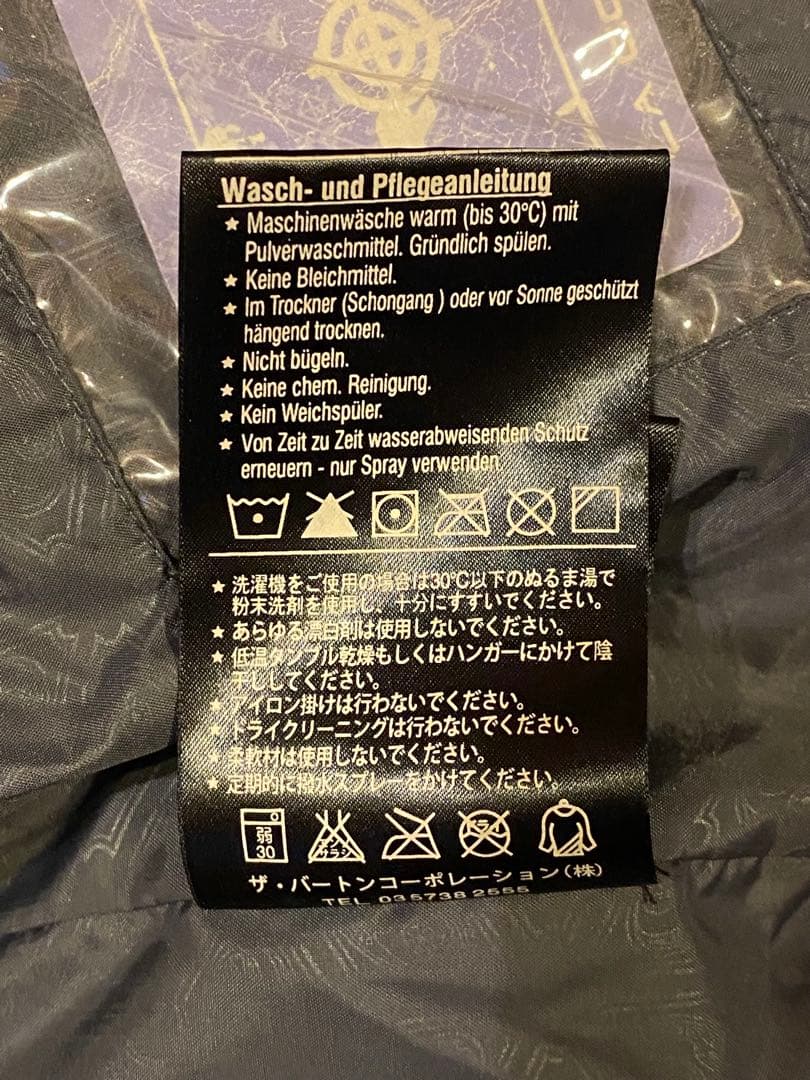 Wasch- und Pflegeanleitung
★ Maschinenwäsche warm (bis 30°C) mit
Pulverwaschmittel. Gründlich spülen.
★ Keine Bleichmittel.
★ Im Trockner (Schongang ) oder vor Sonne geschützt
hängend trocknen.
★ Nicht bügeln.
★ Keine chem. Reinigung.
★ Kein Weichspüler.
★ Von Zeit zu Zeit wasserabweisenden Schutz
erneuern - nur Spray verwenden.
★ 洗濯機をご使用の場合は30℃以下のぬるま湯で
粉末洗剤を使用し、十分にすすいでください。
★ あらゆる漂白剤は使用しないでください。
★ 低温タンブル乾燥もしくはハンガーにかけて陰
干ししてください。
★ アイロン掛けは行わないでください。
★ ドライクリーニングは行わないでください。
★ 柔軟材は使用しないでください。
★ 定期的に撥水スプレーをかけてください。
弱
30
エンソ
サラシ
ドライ
ザ・バートンコーポレーション(株)
TEL 03 5738 2555